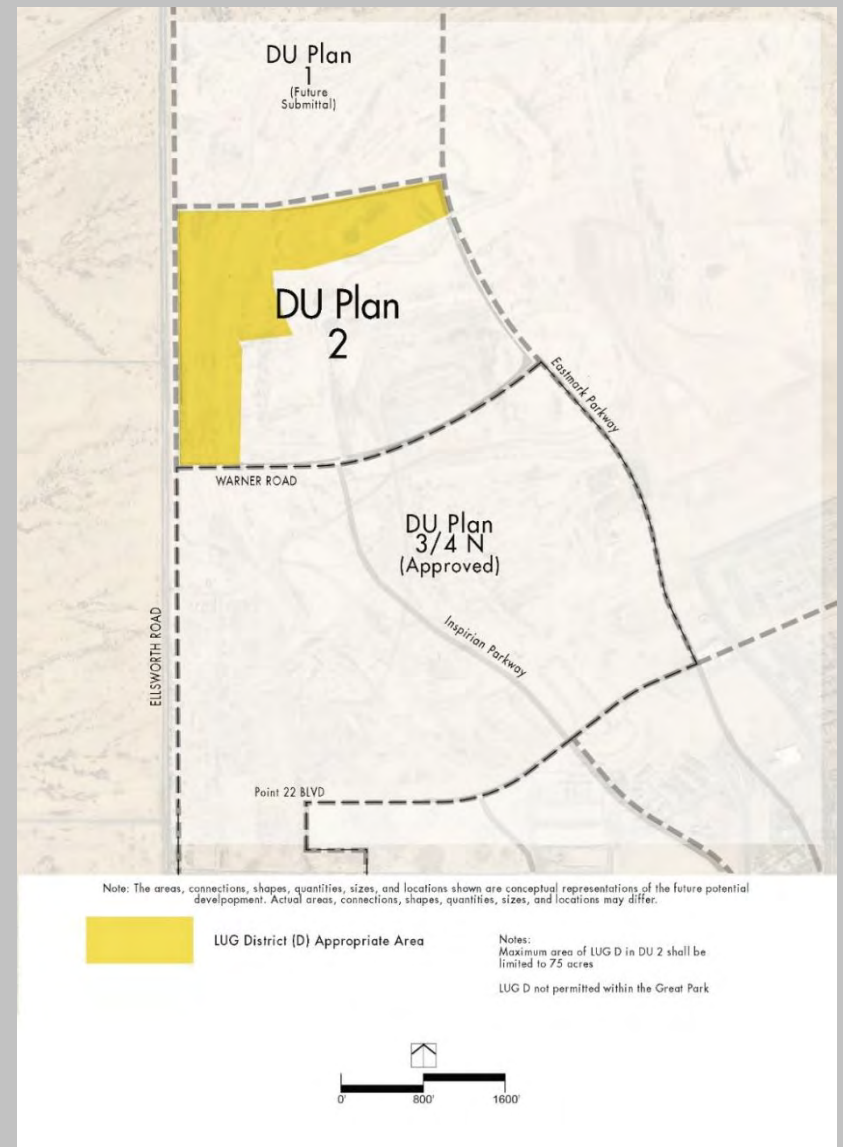 DU Plan
1
(Future
Submittal)
DU Plan
2
Eastmark Parkway
WARNER ROAD
DU Plan
3/4 N
(Approved)
ELLSWORTH ROAD
Inspirian Parkway
Point 22 BLVD
Note: The areas, connections, shapes, quantities, sizes, and locations shown are conceptual representations of the future potential
develpopment. Actual areas, connections, shapes, quantities, sizes, and locations may differ.
LUG District (D) Appropriate Area
Notes:
Maximum area of LUG D in DU 2 shall be
limited to 75 acres
LUG D not permitted within the Great Park
0' 800' 1600'